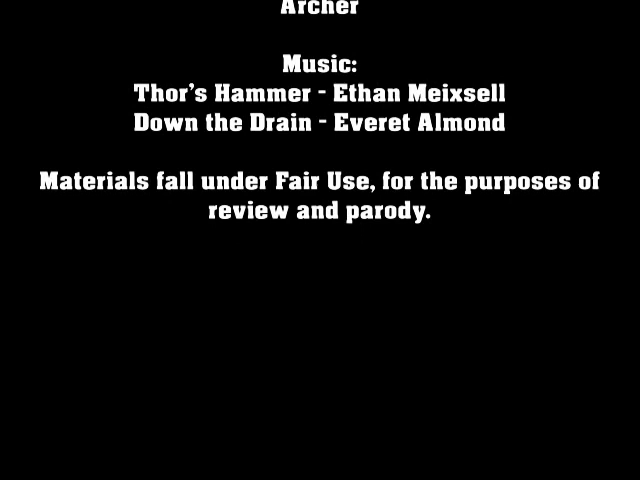 Archer
Music:
Thor's Hammer - Ethan Meixsell
Down the Drain - Everet Almond
Materials fall under Fair Use, for the purposes of
review and parody.